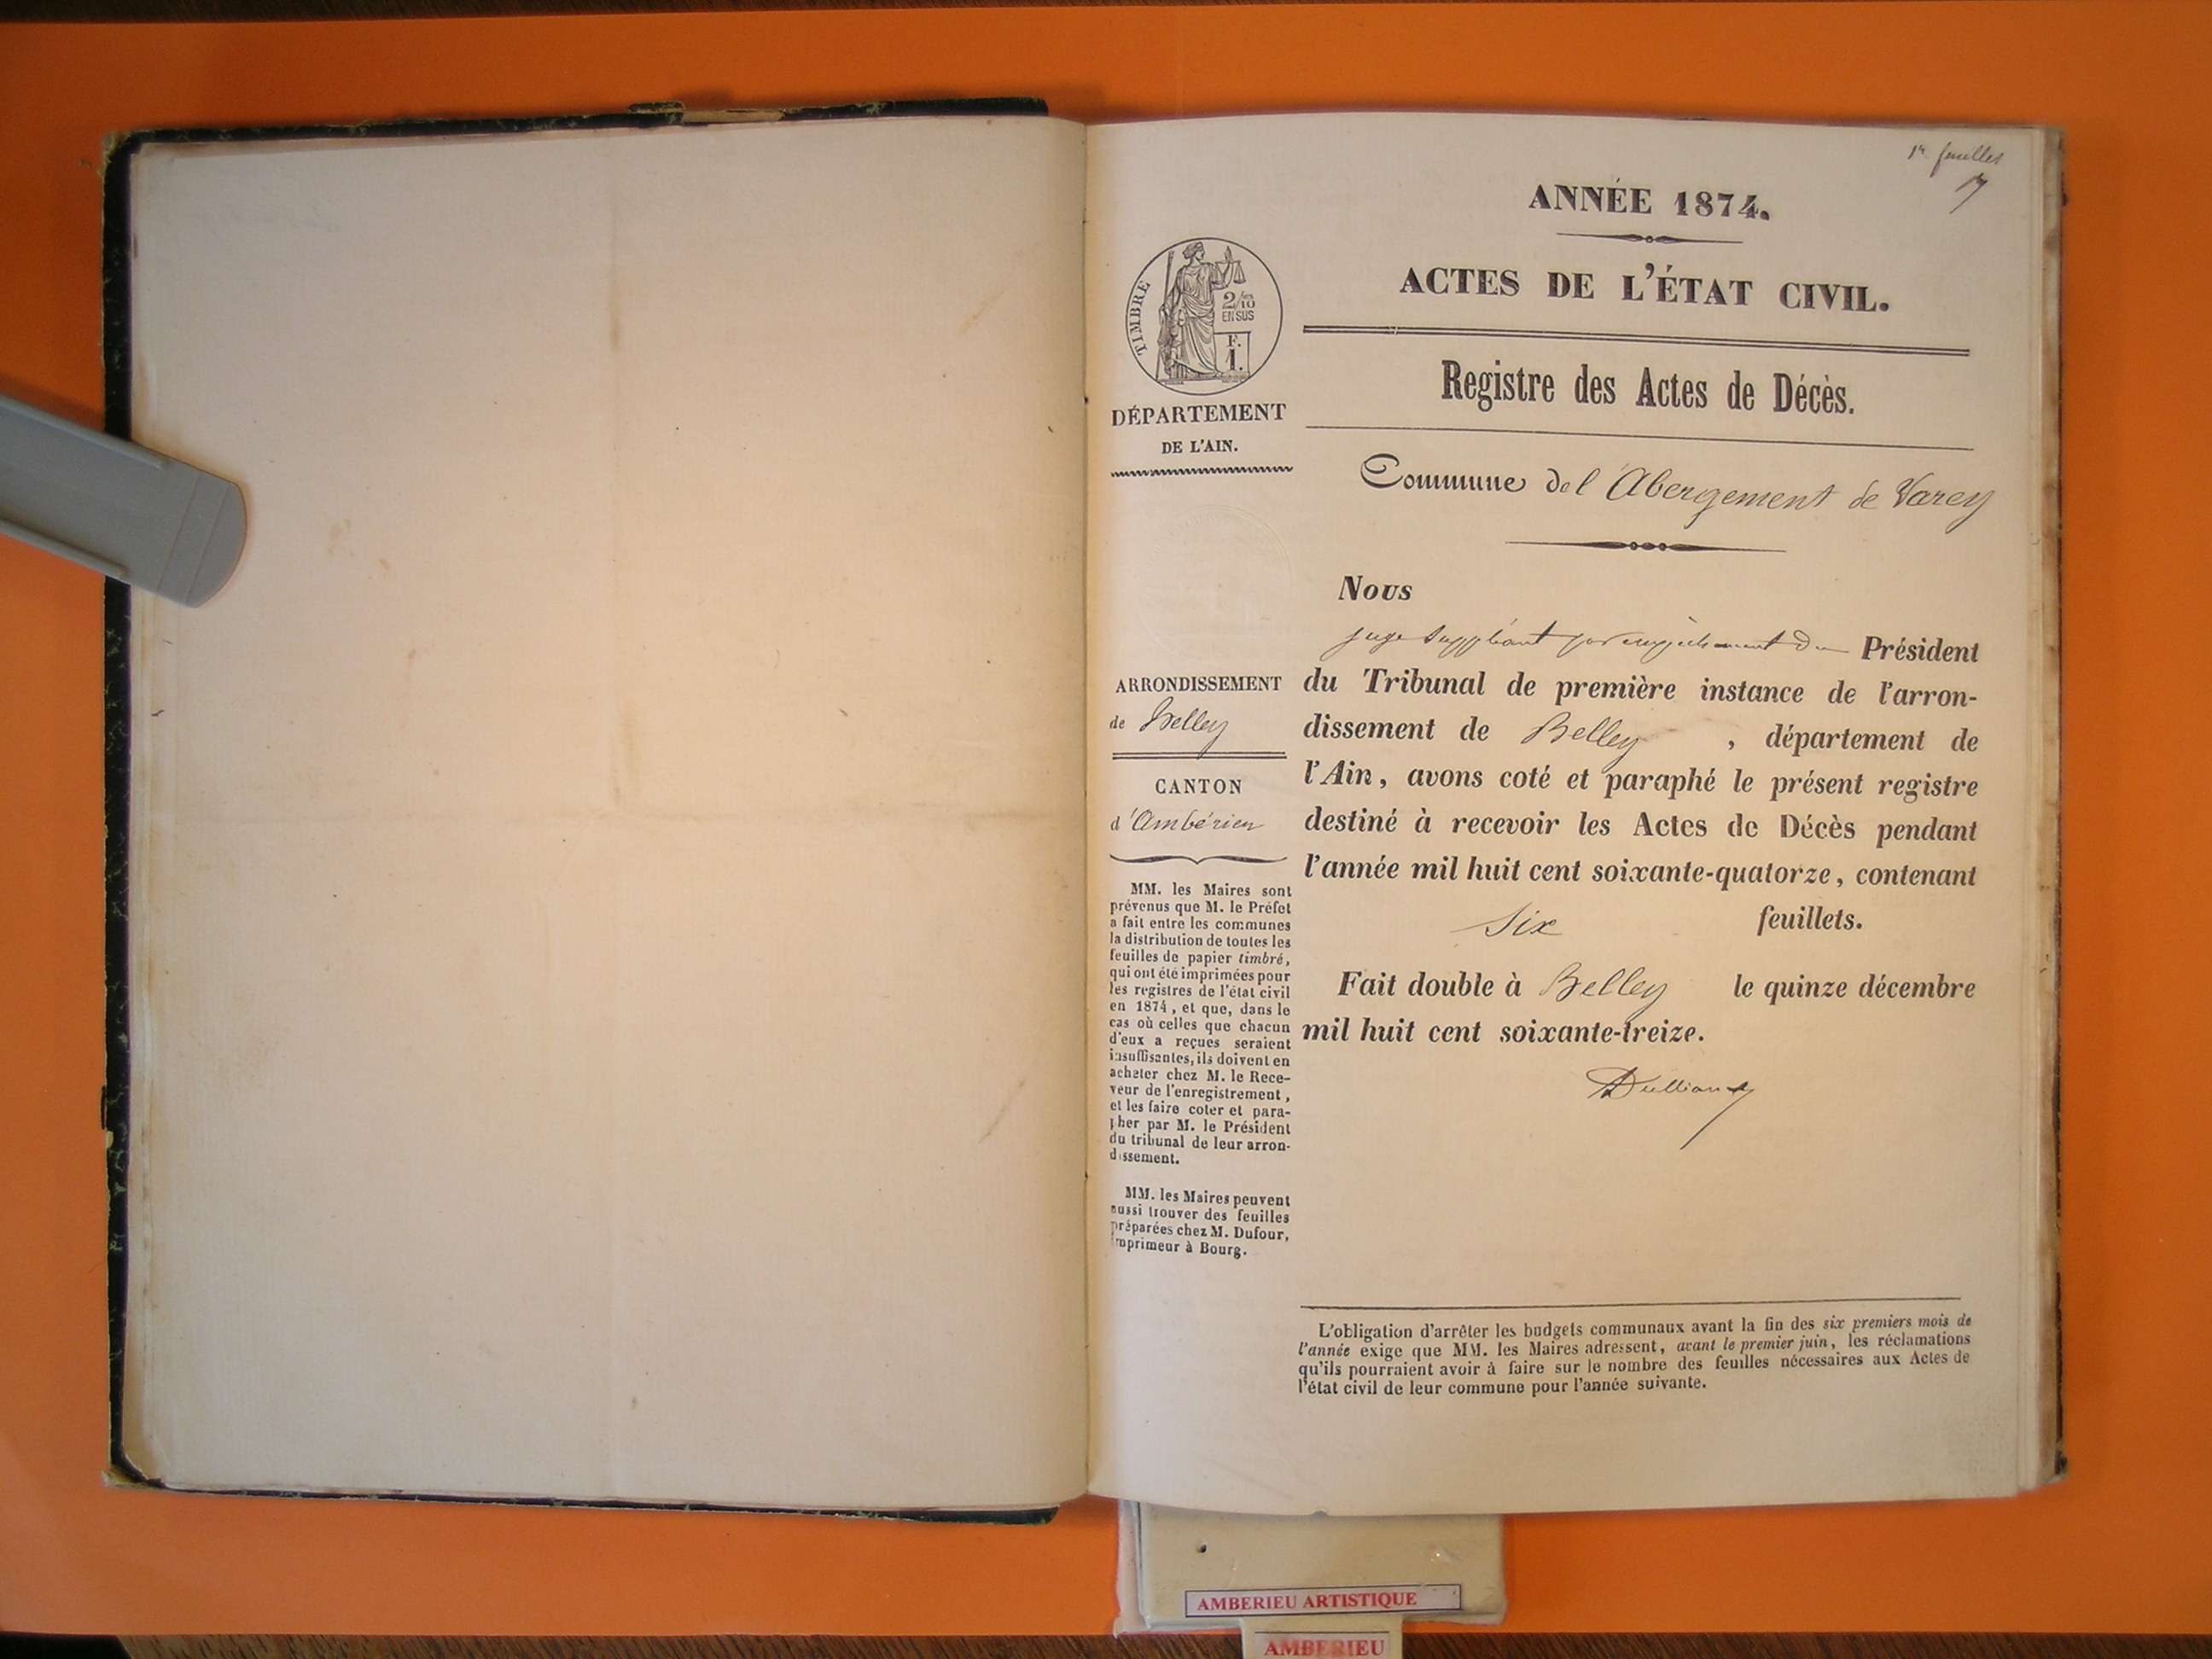 1er feuillet
ANNÉE 1874.
ACTES DE L'ÉTAT CIVIL.
Registre des Actes de Décès.
Commune de l'Abergement de Varey
TIMBRE
2/10
EN SUS
F.
1.
DÉPARTEMENT
DE L'AIN.
ARRONDISSEMENT
de Belley
CANTON
d'Ambérieu
MM. les Maires sont
prévenus que M. le Préfet
a fait entre les communes
la distribution de toutes les
feuilles de papier timbré,
qui ont été imprimées pour
les registres de l'état civil
en 1874, et que, dans le
cas où celles que chacun
d'eux a reçues seraient
insuffisantes, ils doivent en
acheter chez M. le Rece-
veur de l'enregistrement,
et les faire coter et para-
pher par M. le Président
du tribunal de leur arron-
dissement.
MM. les Maires peuvent
aussi trouver des feuilles
préparées chez M. Dufour,
imprimeur à Bourg.
Nous
juge suppléant par empêchement du Président
du Tribunal de première instance de l'arron-
dissement de Belley, département de
l'Ain, avons coté et paraphé le présent registre
destiné à recevoir les Actes de Décès pendant
l'année mil huit cent soixante-quatorze, contenant
six feuillets.
Fait double à Belley le quinze décembre
mil huit cent soixante-treize.
L'obligation d'arrêter les budgets communaux avant la fin des six premiers mois de
l'année exige que MM. les Maires adressent, avant le premier juin, les réclamations
qu'ils pourraient avoir à faire sur le nombre des feuilles nécessaires aux Actes de
l'état civil de leur commune pour l'année suivante.
AMBERIEU ARTISTIQUE
AMBERIEU